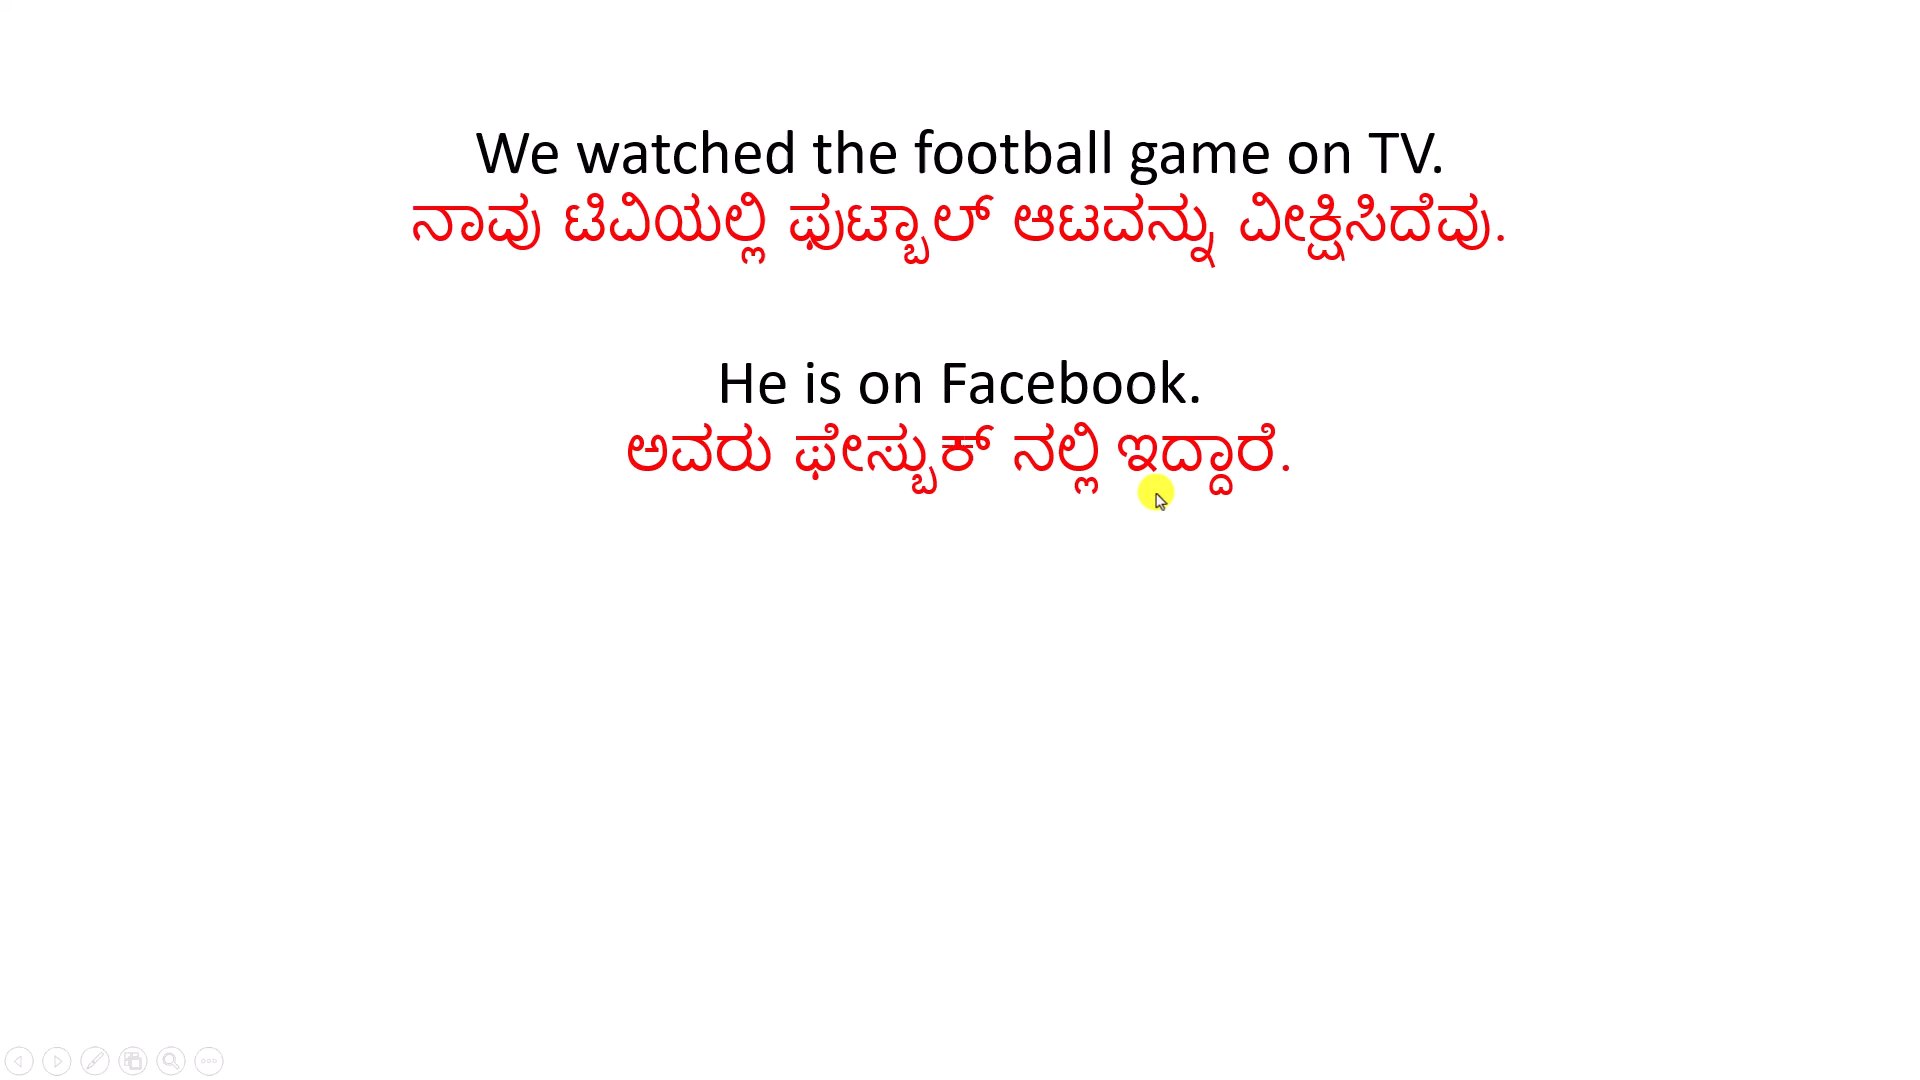 We watched the football game on TV.
ನಾವು ಟಿವಿಯಲ್ಲಿ ಫುಟ್ಬಾಲ್ ಆಟವನ್ನು ವೀಕ್ಷಿಸಿದೆವು.
He is on Facebook.
ಅವರು ಫೇಸ್ಬುಕ್ ನಲ್ಲಿ ಇದ್ದಾರೆ.